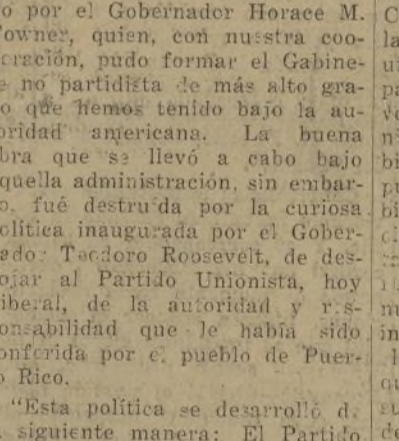 o por el Gobernador Horace M.
owner, quien, con nuestra coo-
eración, pudo formar el Gabine-
e no partidista de más alto gra-
o que hemos tenido bajo la au-
oridad americana. La buena
bra que se llevó a cabo bajo
quella administración, sin embar-
o, fué destruída por la curiosa
olítica inaugurada por el Gober-
ador Teodoro Roosevelt, de des-
ojar al Partido Unionista, hoy
iberal, de la autoridad y res-
onsabilidad que le había sido
onferida por el pueblo de Puer-
o Rico.
"Esta política se desarrolló de
siguiente manera: El Partido